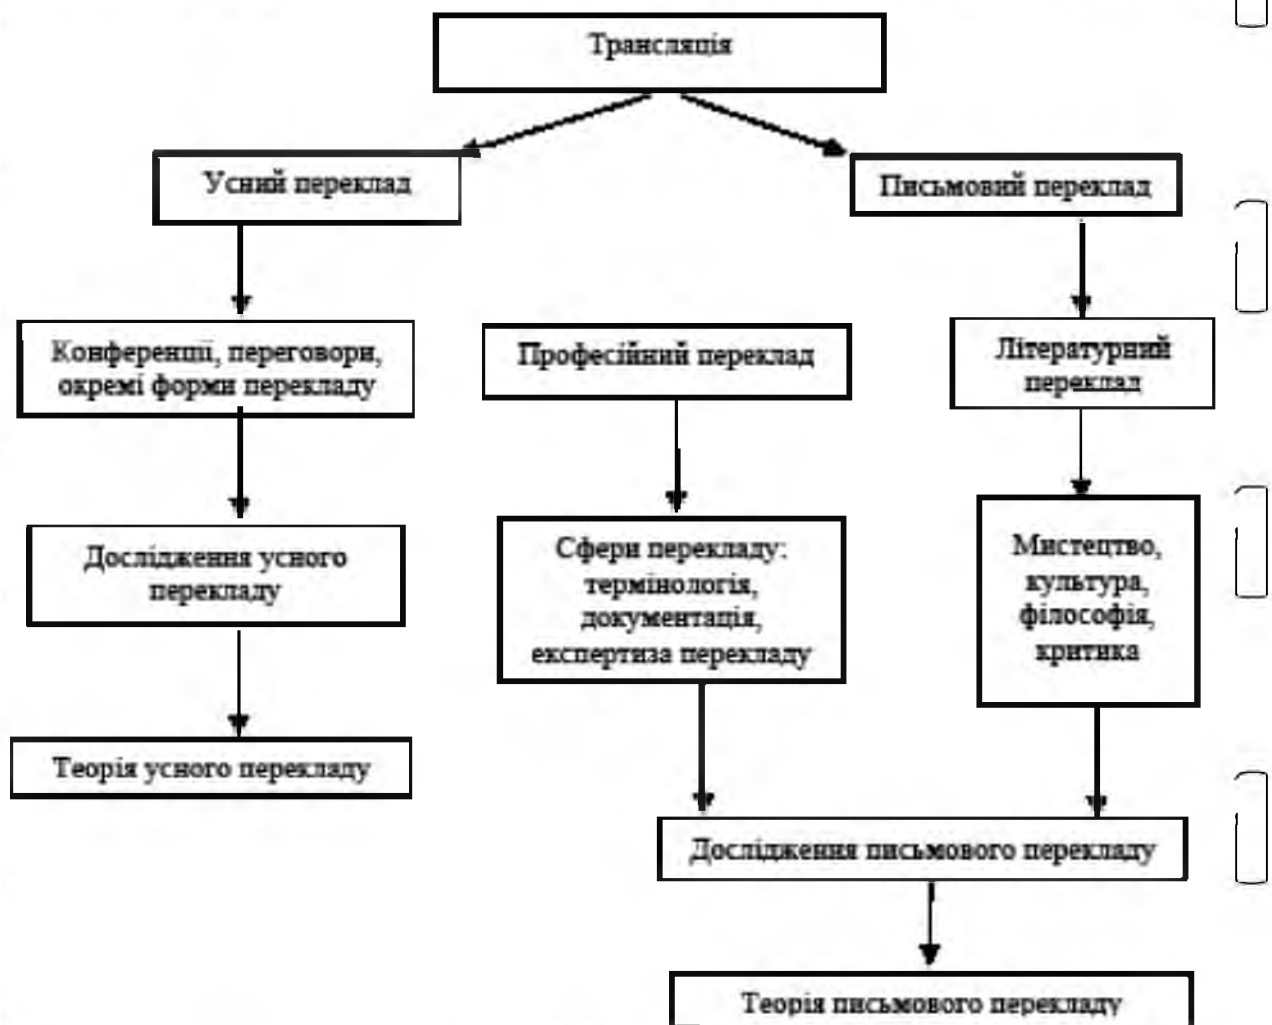 Трансляція
Усний переклад
Письмовий переклад
Конференції, переговори,
окремі форми перекладу
Професійний переклад
Літературний
переклад
Дослідження усного
перекладу
Сфери перекладу:
термінологія,
документація,
експертиза перекладу
Мистецтво,
культура,
філософія,
критика
Теорія усного перекладу
Дослідження письмового перекладу
Теорія письмового перекладу